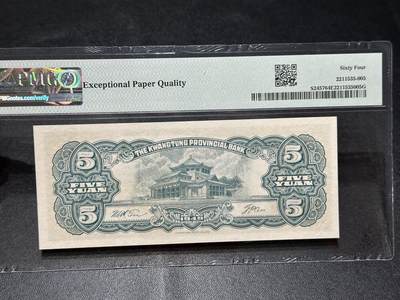 PMG
Exceptional Paper Quality
Sixty Four
2211535-005
S245764E2211535005G
THE KWANGTUNG PROVINCIAL BANK
5 5
FIVE YUAN FIVE YUAN
5 5